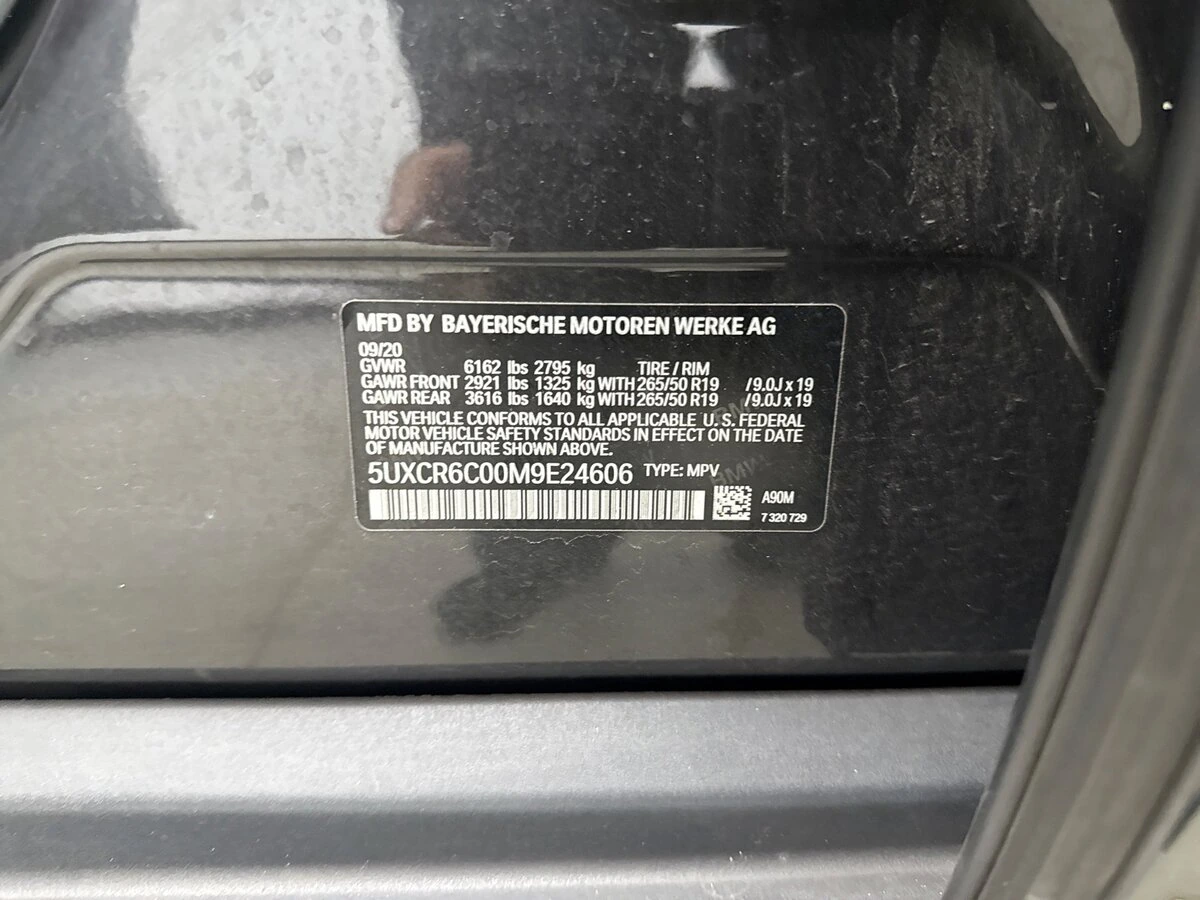 MFD BY BAYERISCHE MOTOREN WERKE AG
09/20
GVWR 6162 lbs 2795 kg TIRE / RIM
GAWR FRONT 2921 lbs 1325 kg WITH 265/50 R19 / 9.0J x 19
GAWR REAR 3616 lbs 1640 kg WITH 265/50 R19 / 9.0J x 19
THIS VEHICLE CONFORMS TO ALL APPLICABLE U.S. FEDERAL
MOTOR VEHICLE SAFETY STANDARDS IN EFFECT ON THE DATE
OF MANUFACTURE SHOWN ABOVE.
5UXCR6C00M9E24606 TYPE: MPV
A90M
7 320 729